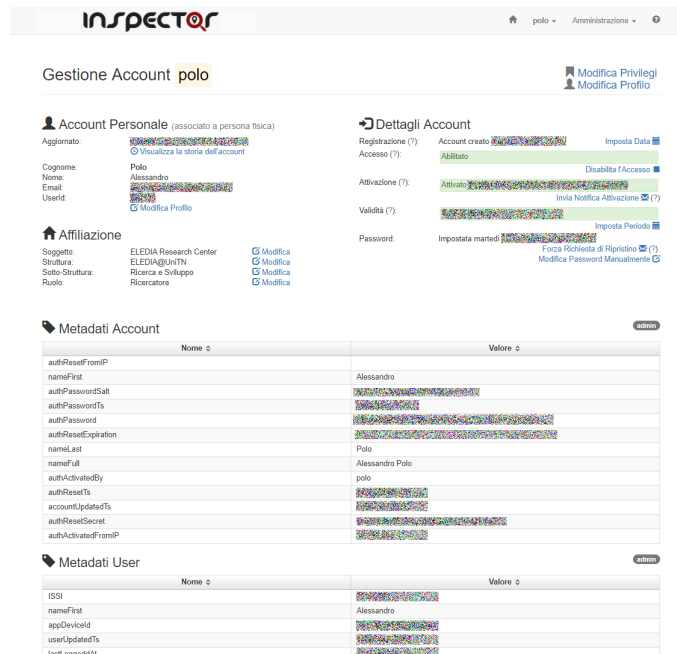 INSPECTOR
polo
Amministrazione
Gestione Account polo
Modifica Privilegi
Modifica Profilo
Account Personale (associato a persona fisica)
Aggiornato:
Visualizza la storia dell'account
Cognome: Polo
Nome: Alessandro
Email:
UserId:
Modifica Profilo
Affiliazione
Soggetto: ELEDIA Research Center Modifica
Struttura: ELEDIA@UniTN Modifica
Sotto-Struttura: Ricerca e Sviluppo Modifica
Ruolo: Ricercatore Modifica
Dettagli Account
Registrazione (?): Account creato Imposta Data
Accesso (?): Abilitato
Disabilita l'Accesso
Attivazione (?): Attivato
Invia Notifica Attivazione (?)
Validità (?):
Imposta Periodo
Password: Impostata martedì
Forza Richiesta di Ripristino (?)
Modifica Password Manualmente
Metadati Account admin
Nome Valore
authResetFromIP
nameFirst Alessandro
authPasswordSalt
authPasswordTs
authPassword
authResetExpiration
nameLast Polo
nameFull Alessandro Polo
authActivatedBy polo
authResetTs
accountUpdatedTs
authResetSecret
authActivatedFromIP
Metadati User admin
Nome Valore
ISSI
nameFirst Alessandro
appDeviceId
userUpdatedTs
lastLoggedAt